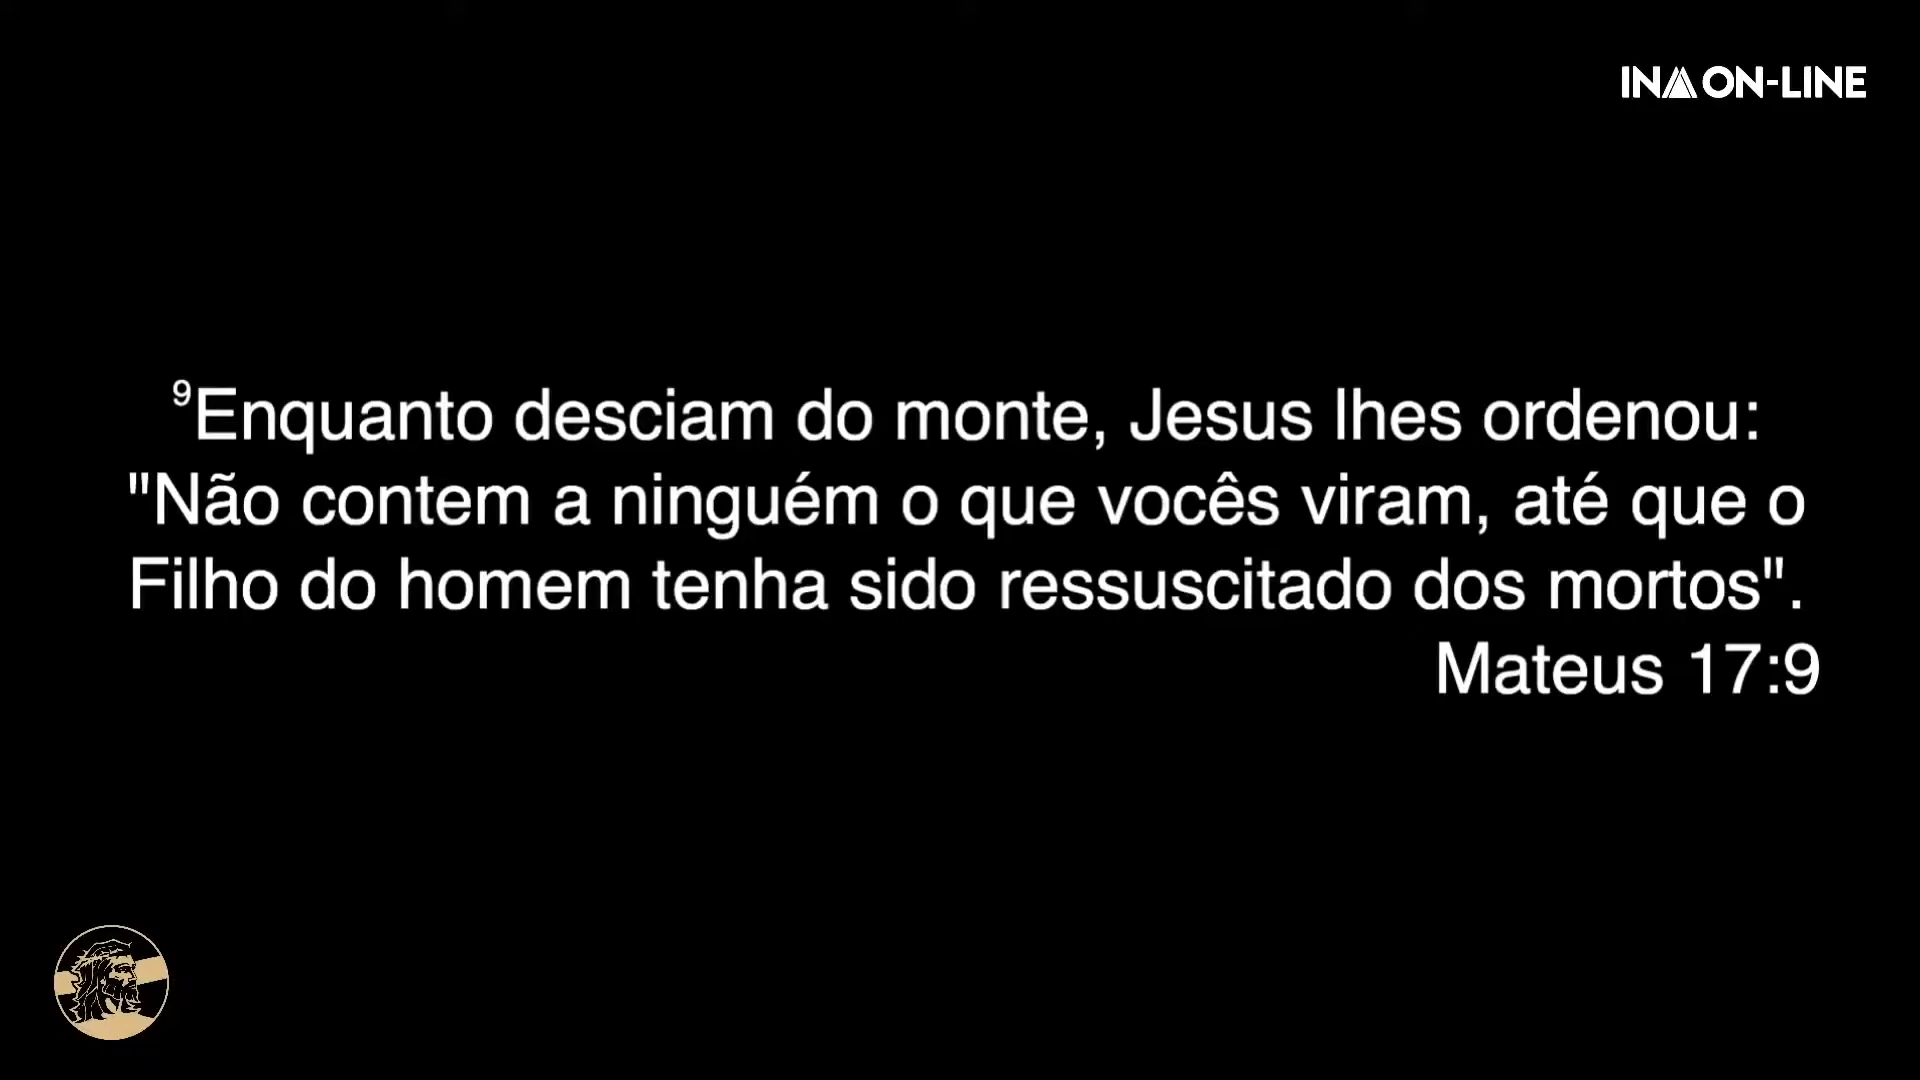 INA ON-LINE
⁹Enquanto desciam do monte, Jesus lhes ordenou:
"Não contem a ninguém o que vocês viram, até que o
Filho do homem tenha sido ressuscitado dos mortos".
Mateus 17:9